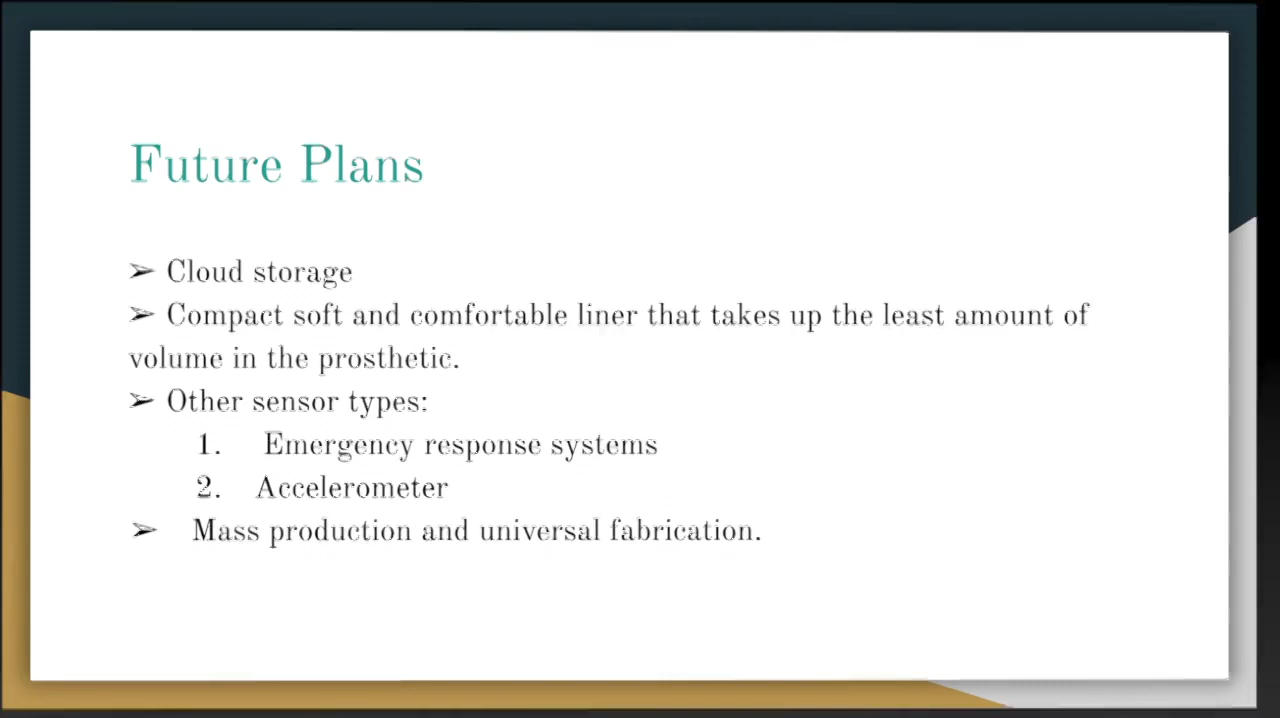 Future Plans
➢ Cloud storage
➢ Compact soft and comfortable liner that takes up the least amount of
volume in the prosthetic.
➢ Other sensor types:
1. Emergency response systems
2. Accelerometer
➢ Mass production and universal fabrication.